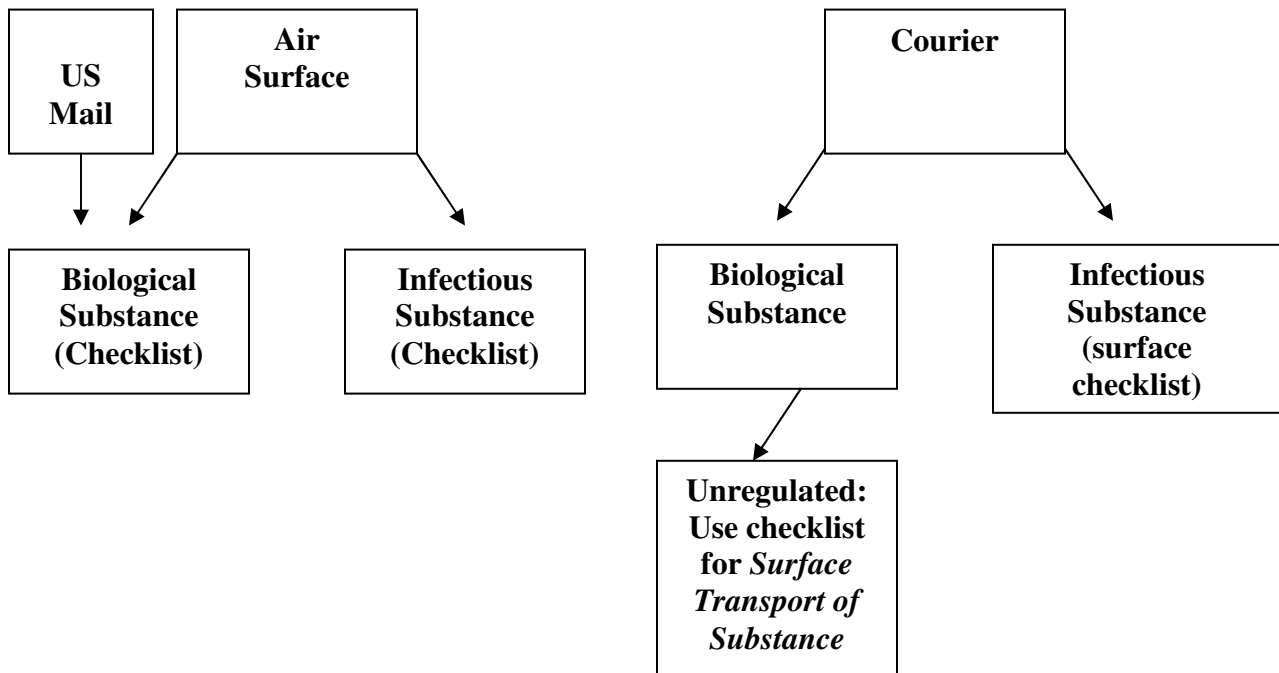 US
Mail
Air
Surface
Courier
Biological
Substance
(Checklist)
Infectious
Substance
(Checklist)
Biological
Substance
Infectious
Substance
(surface
checklist)
Unregulated:
Use checklist
for Surface
Transport of
Substance